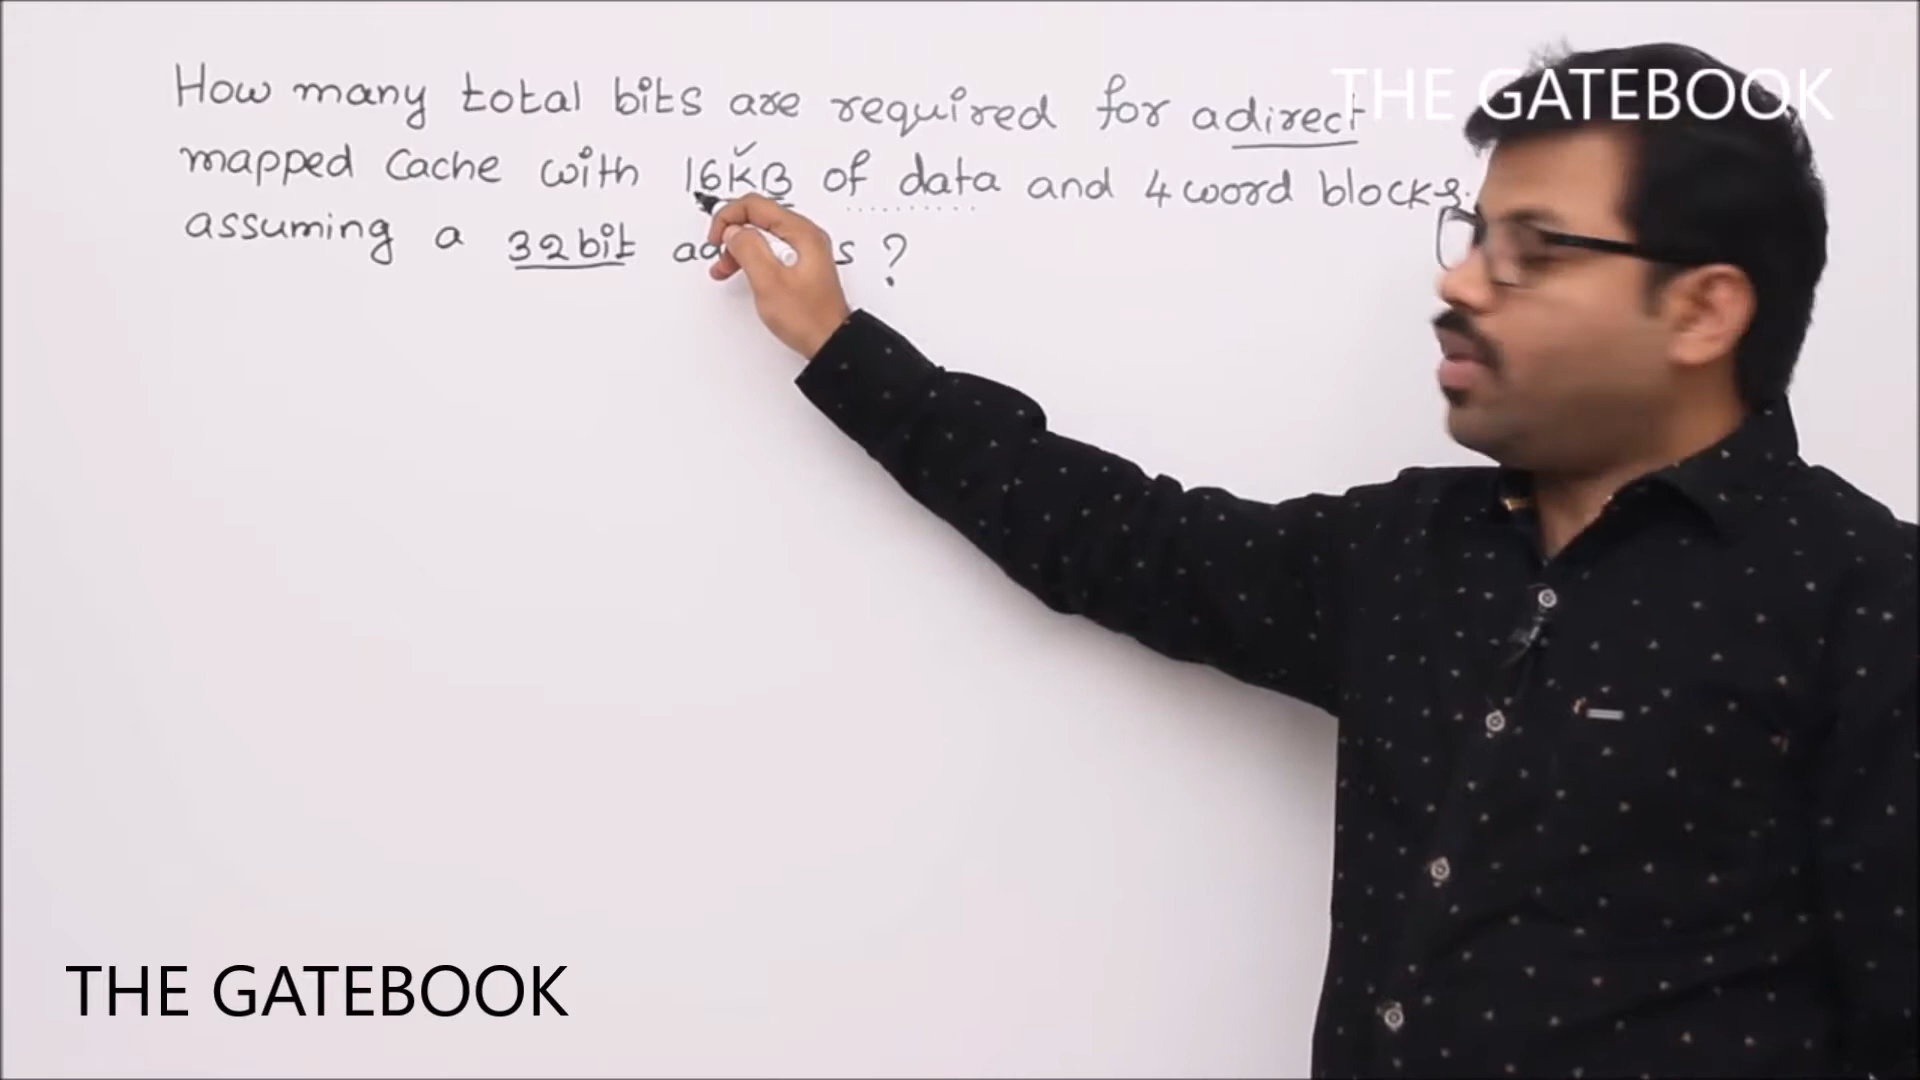 How many total bits are required for a direct
THE GATEBOOK
mapped Cache with 16KB of data and 4 word blocks.
assuming a 32 bit ?
THE GATEBOOK